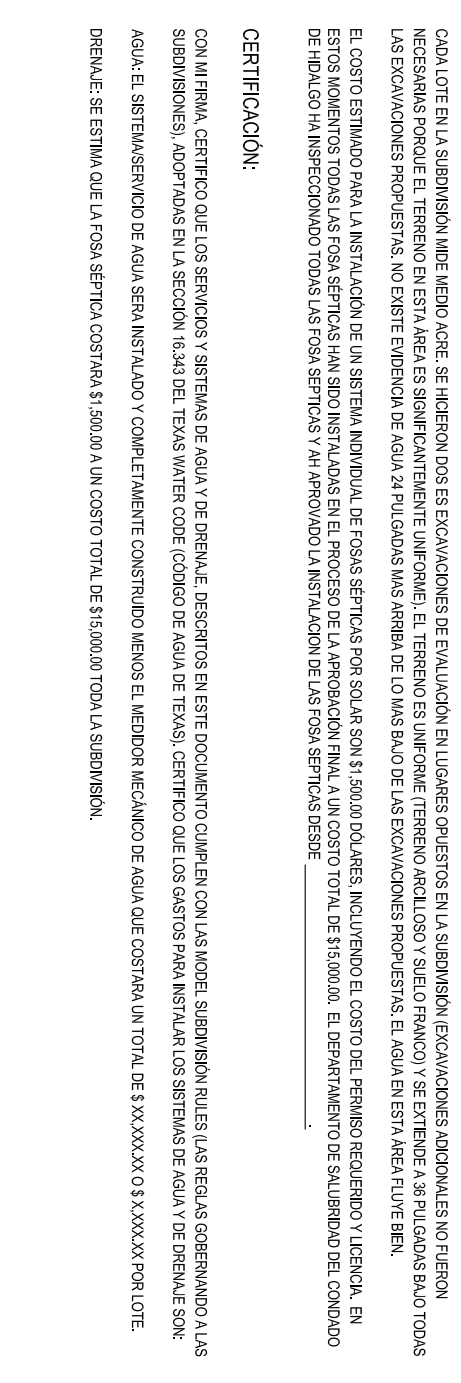 CADA LOTE EN LA SUBDIVISIÓN MIDE MEDIO ACRE. SE HICIERON DOS ES EXCAVACIONES DE EVALUACIÓN EN LUGARES OPUESTOS EN LA SUBDIVISIÓN (EXCAVACIONES ADICIONALES NO FUERON
NECESARIAS PORQUE EL TERRENO EN ESTA ÁREA ES SIGNIFICANTEMENTE UNIFORME). EL TERRENO ES UNIFORME (TERRENO ARCILLOSO Y SUELO FRANCO) Y SE EXTIENDE A 36 PULGADAS BAJO TODAS
LAS EXCAVACIONES PROPUESTAS. NO EXISTE EVIDENCIA DE AGUA 24 PULGADAS MAS ARRIBA DE LO MAS BAJO DE LAS EXCAVACIONES PROPUESTAS. EL AGUA EN ESTA ÁREA FLUYE BIEN.
EL COSTO ESTIMADO PARA LA INSTALACIÓN DE UN SISTEMA INDIVIDUAL DE FOSAS SÉPTICAS POR SOLAR SON $1,500.00 DÓLARES, INCLUYENDO EL COSTO DEL PERMISO REQUERIDO Y LICENCIA. EN
ESTOS MOMENTOS TODAS LAS FOSA SÉPTICAS HAN SIDO INSTALADAS EN EL PROCESO DE LA APROBACIÓN FINAL A UN COSTO TOTAL DE $15,000.00. EL DEPARTAMENTO DE SALUBRIDAD DEL CONDADO
DE HIDALGO HA INSPECCIONADO TODAS LAS FOSA SEPTICAS Y AH APROVADO LA INSTALACION DE LAS FOSA SEPTICAS DESDE ____________________.
CERTIFICACIÓN:
CON MI FIRMA, CERTIFICO QUE LOS SERVICIOS Y SISTEMAS DE AGUA Y DE DRENAJE, DESCRITOS EN ESTE DOCUMENTO CUMPLEN CON LAS MODEL SUBDIVISIÓN RULES (LAS REGLAS GOBERNANDO A LAS
SUBDIVISIONES), ADOPTADAS EN LA SECCIÓN 16.343 DEL TEXAS WATER CODE (CÓDIGO DE AGUA DE TEXAS). CERTIFICO QUE LOS GASTOS PARA INSTALAR LOS SISTEMAS DE AGUA Y DE DRENAJE SON:
AGUA: EL SISTEMA/SERVICIO DE AGUA SERA INSTALADO Y COMPLETAMENTE CONSTRUIDO MENOS EL MEDIDOR MECÁNICO DE AGUA QUE COSTARA UN TOTAL DE $ XX,XXX.XX O $ X,XXX.XX POR LOTE.
DRENAJE: SE ESTIMA QUE LA FOSA SÉPTICA COSTARA $1,500.00 A UN COSTO TOTAL DE $15,000.00 TODA LA SUBDIVISIÓN.